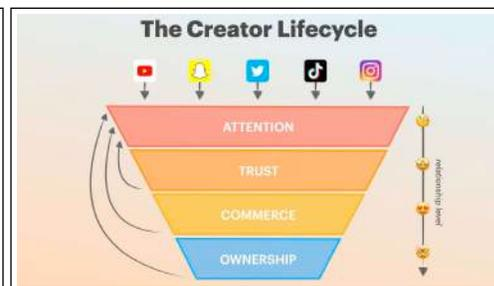 The Creator Lifecycle
ATTENTION
TRUST
COMMERCE
OWNERSHIP
relationship level